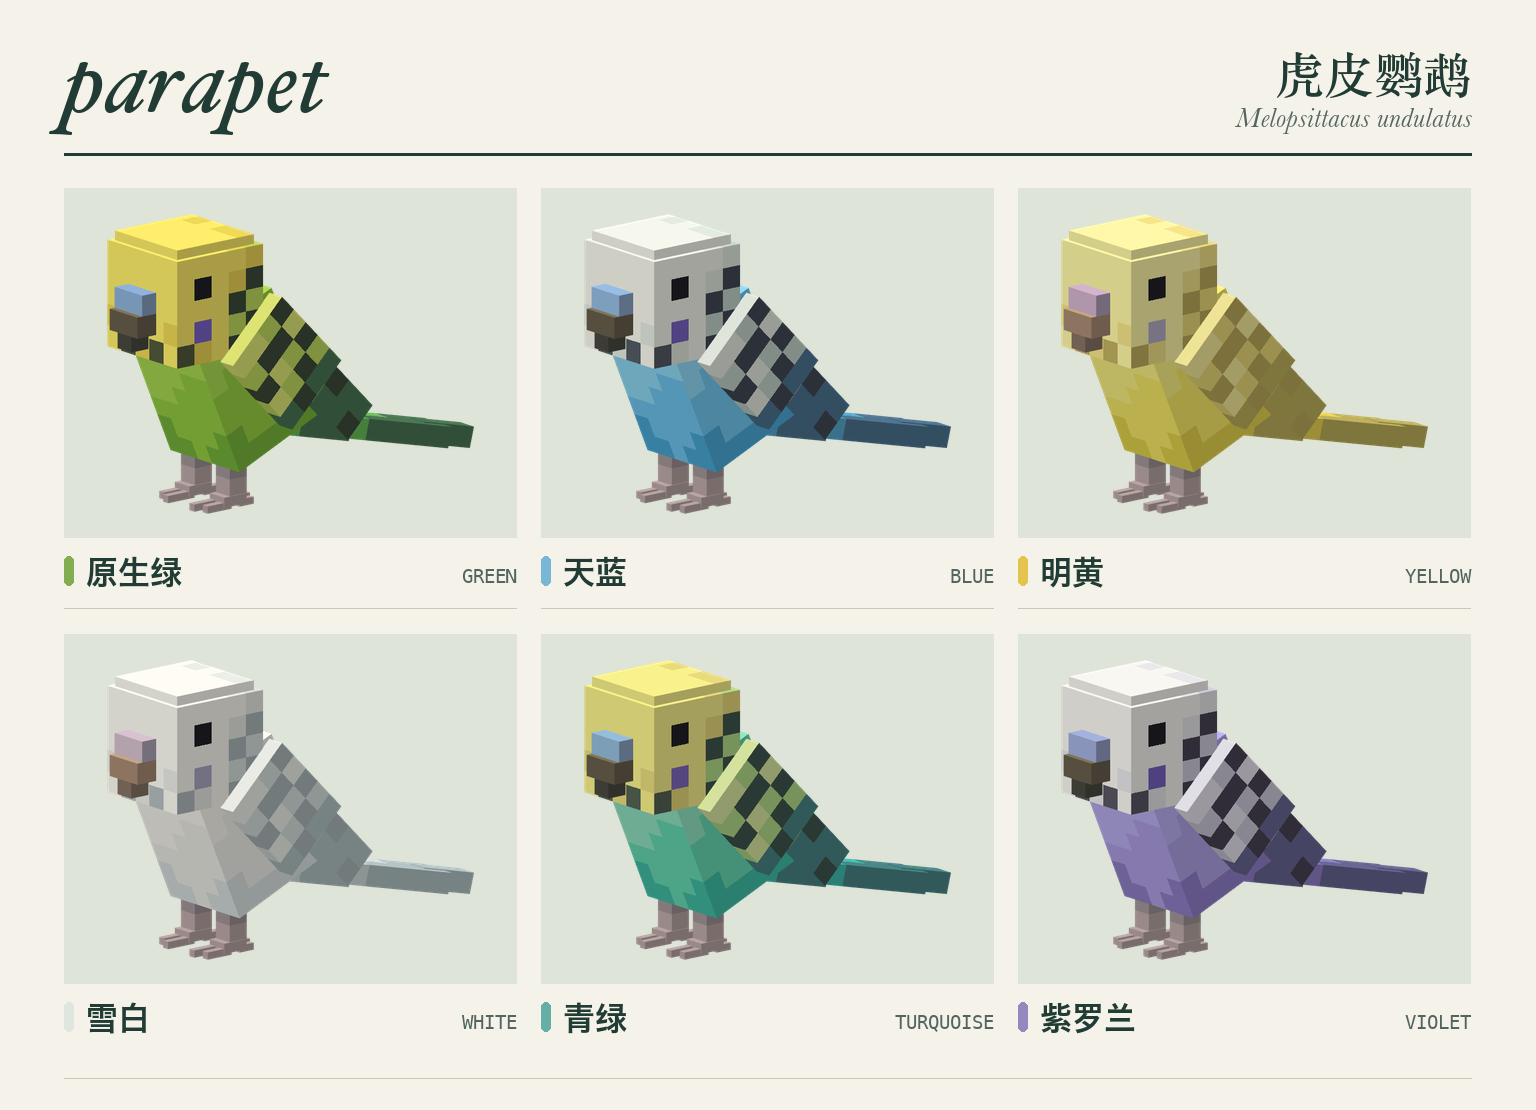 parapet
虎皮鹦鹉
Melopsittacus undulatus
原生绿 GREEN
天蓝 BLUE
明黄 YELLOW
雪白 WHITE
青绿 TURQUOISE
紫罗兰 VIOLET